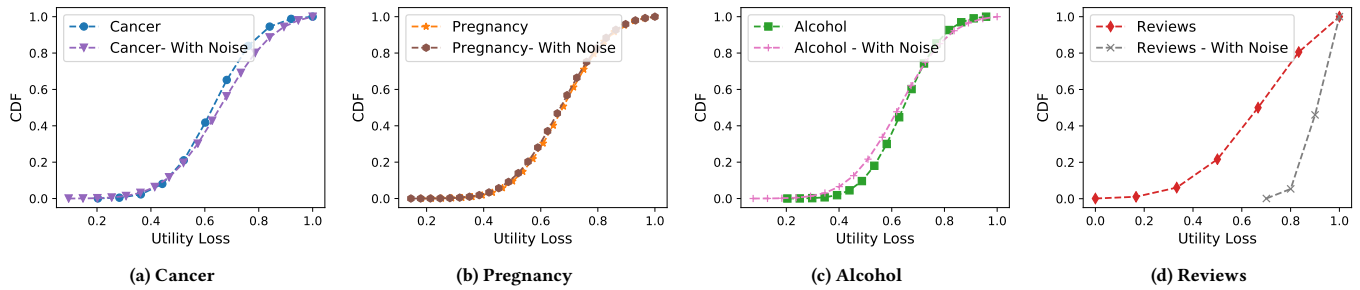 Cancer
Cancer- With Noise
1.0
0.8
0.6
0.4
0.2
0.0
CDF
0.2 0.4 0.6 0.8 1.0
Utility Loss
(a) Cancer
Pregnancy
Pregnancy- With Noise
1.0
0.8
0.6
0.4
0.2
0.0
CDF
0.2 0.4 0.6 0.8 1.0
Utility Loss
(b) Pregnancy
Alcohol
Alcohol - With Noise
1.0
0.8
0.6
0.4
0.2
0.0
CDF
0.2 0.4 0.6 0.8 1.0
Utility Loss
(c) Alcohol
Reviews
Reviews - With Noise
1.0
0.8
0.6
0.4
0.2
0.0
CDF
0.0 0.2 0.4 0.6 0.8 1.0
Utility Loss
(d) Reviews